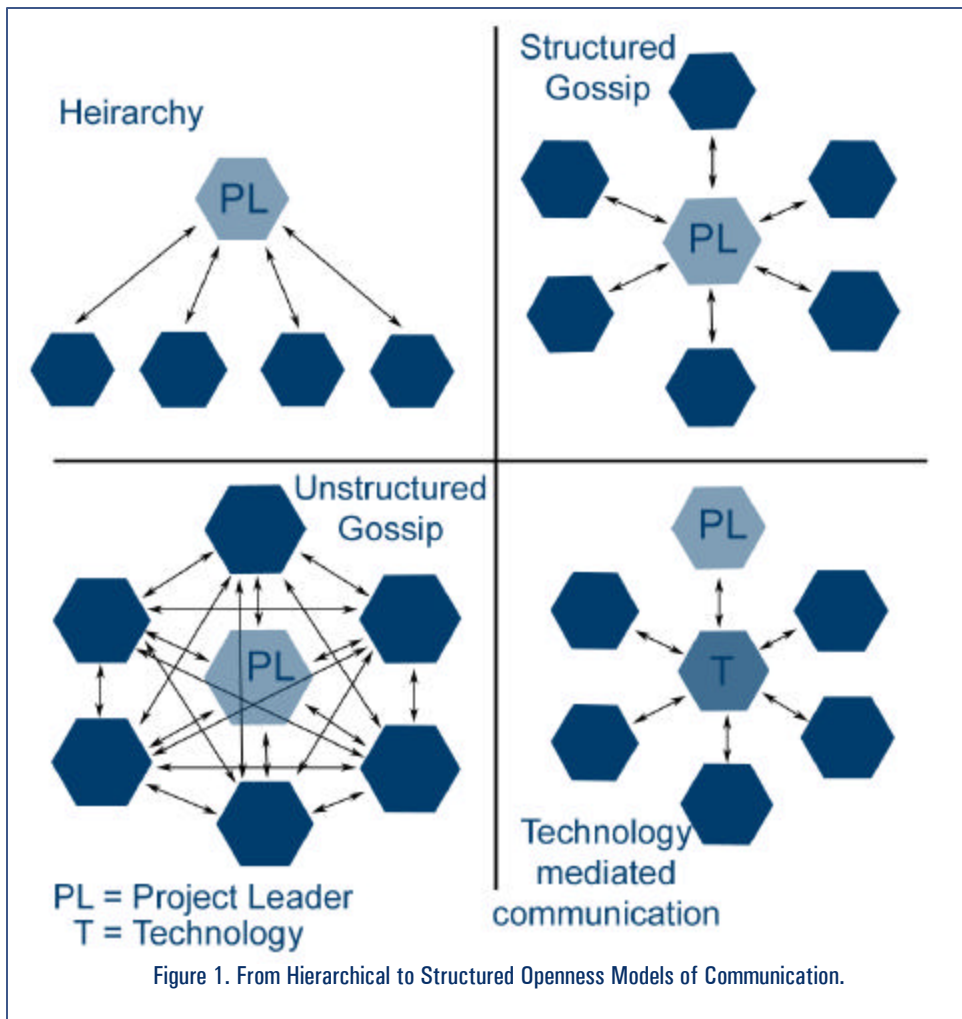 Heirarchy
PL
Structured
Gossip
PL
Unstructured
Gossip
PL
PL = Project Leader
T = Technology
PL
T
Technology
mediated
communication
Figure 1. From Hierarchical to Structured Openness Models of Communication.